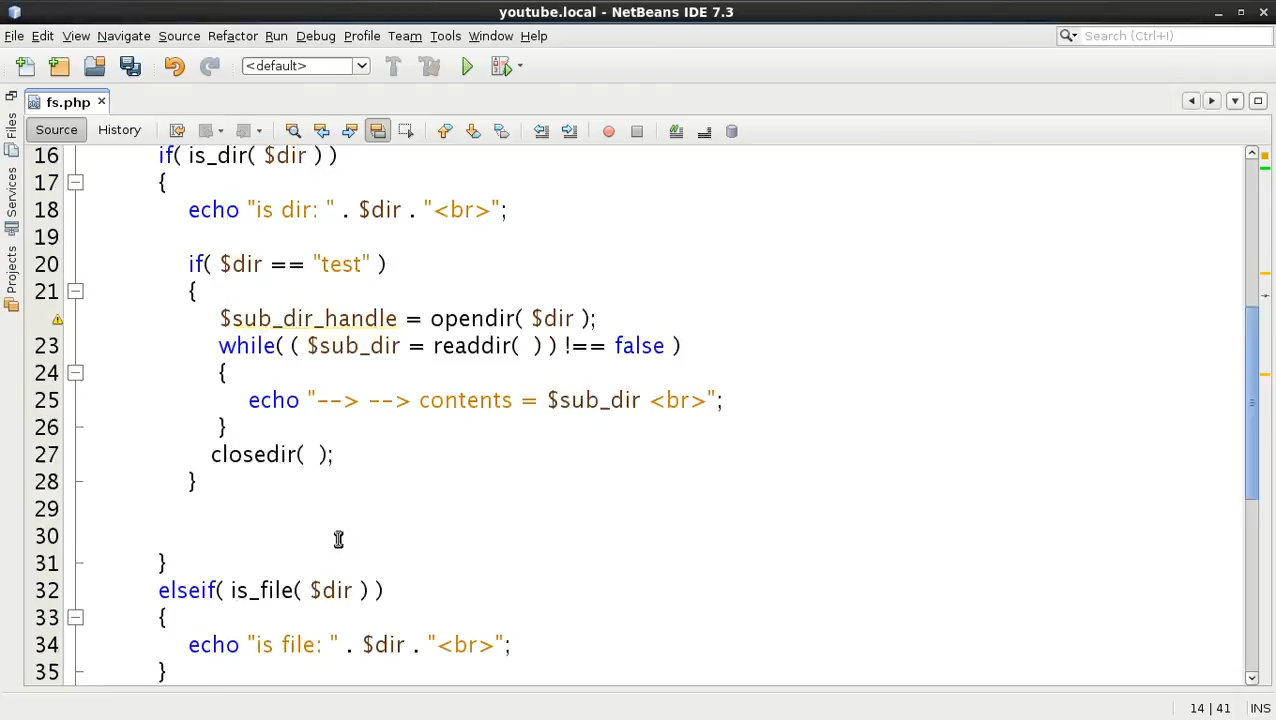 youtube.local - NetBeans IDE 7.3
File Edit View Navigate Source Refactor Run Debug Profile Team Tools Window Help
Search (Ctrl+I)
<default>
fs.php
Source History
Files
Services
Projects
16 if( is_dir( $dir ) )
17 {
18 echo "is dir: " . $dir . "<br>";
19
20 if( $dir == "test" )
21 {
$sub_dir_handle = opendir( $dir );
23 while( ( $sub_dir = readdir(  ) ) !== false )
24 {
25 echo "--> --> contents = $sub_dir <br>";
26 }
27 closedir(  );
28 }
29
30
31 }
32 elseif( is_file( $dir ) )
33 {
34 echo "is file: " . $dir . "<br>";
35 }
14 | 41 INS